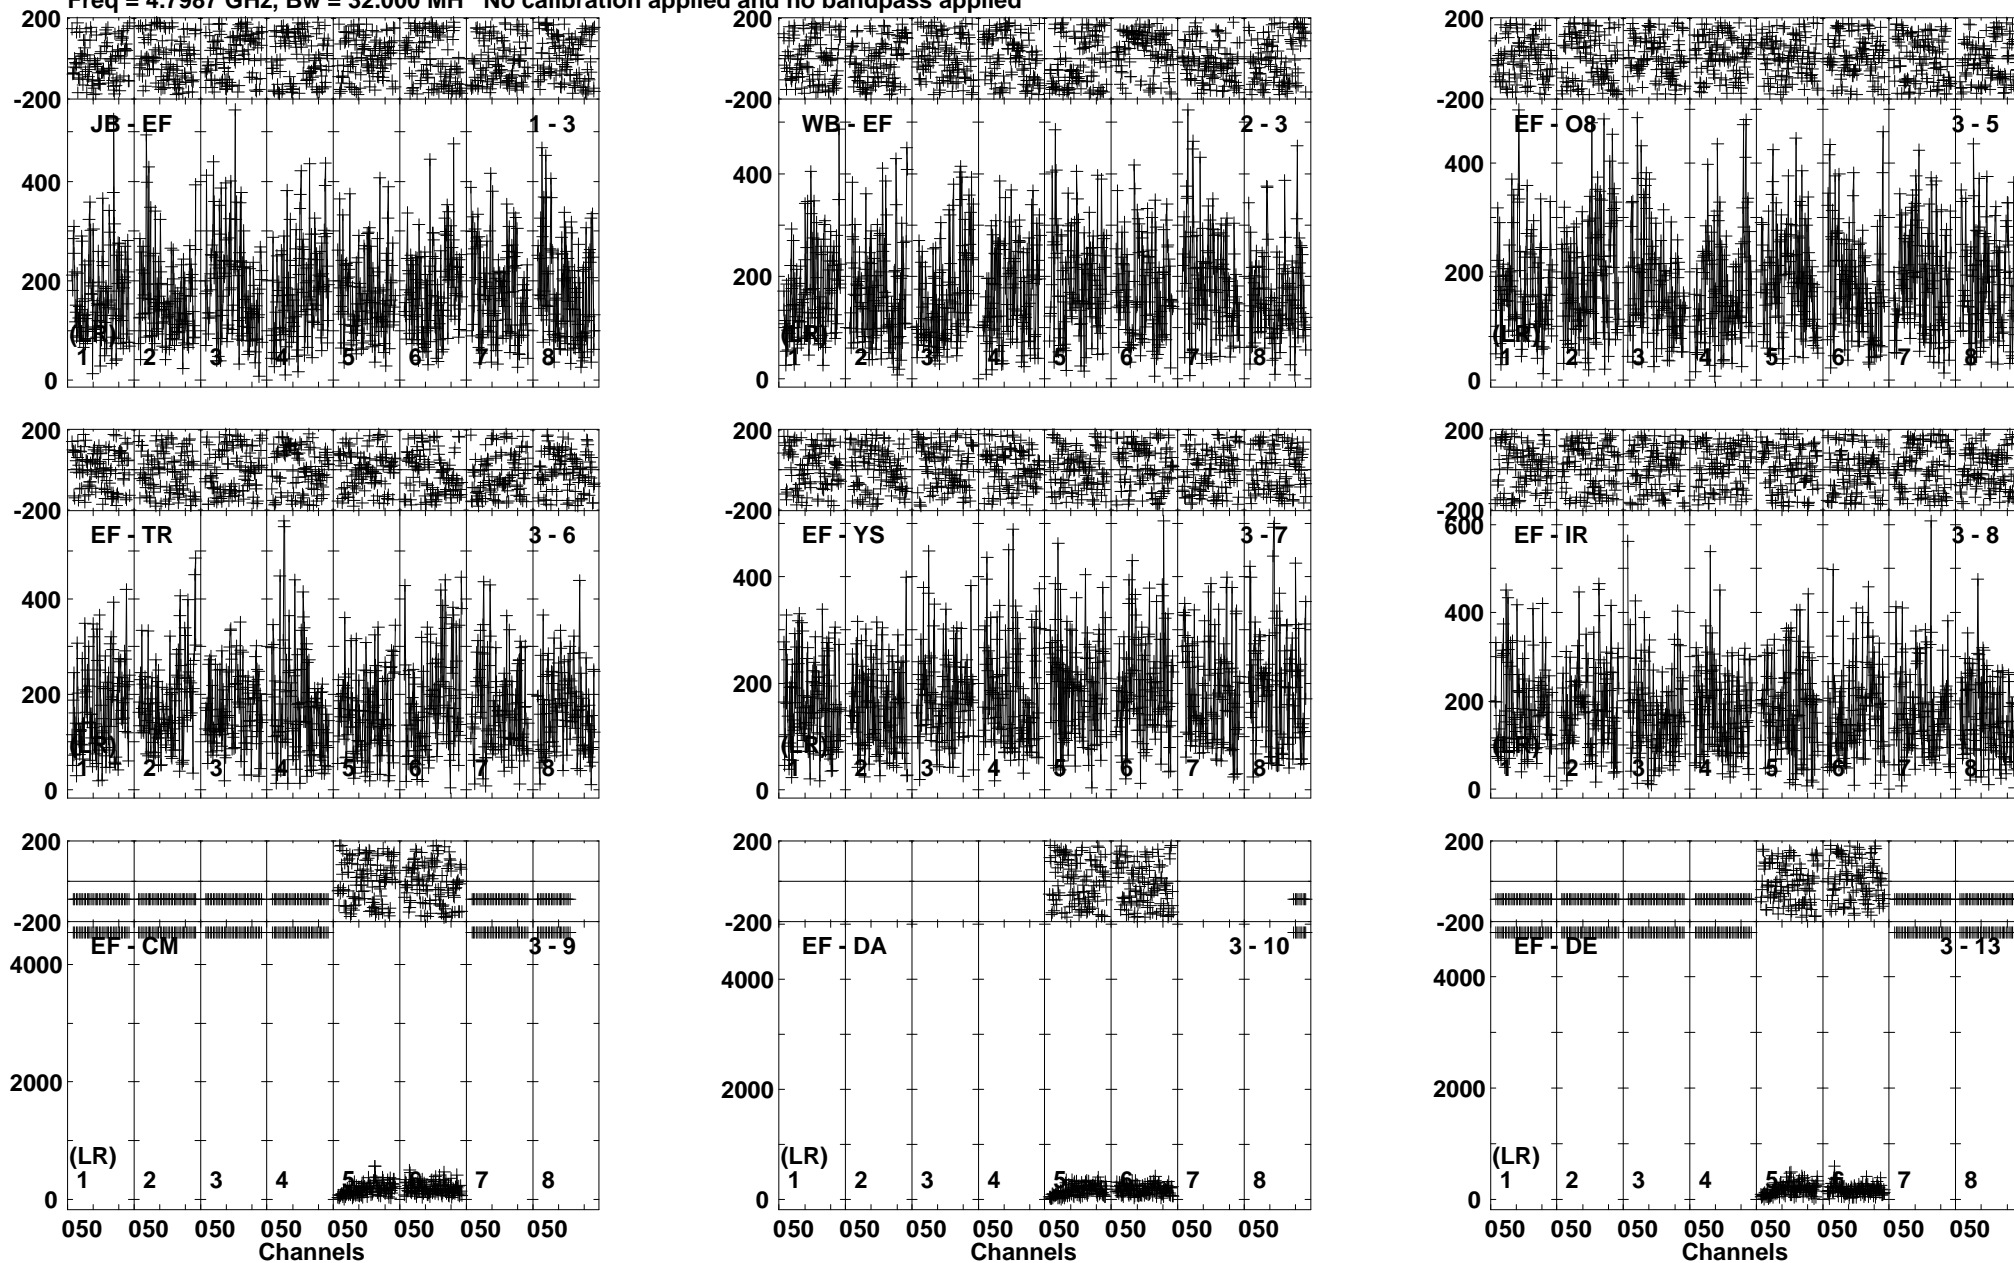 Freq = 4.7987 GHz, Bw = 32.000 MH No calibration applied and no bandpass applied
200 200 200
-200 -200 -200
JB - EF 1 - 3 WB - EF 2 - 3 EF - O8 3 - 5
400 400 400
200 200 200
(LR) (LR) (LR)
1 2 3 4 5 6 7 8 1 2 3 4 5 6 7 8 1 2 3 4 5 6 7 8
0 0 0
200 200 200
-200 -200 -200
600
EF - TR 3 - 6 EF - YS 3 - 7 EF - IR 3 - 8
400 400 400
200 200 200
(LR) (LR) (LR)
1 2 3 4 5 6 7 8 1 2 3 4 5 6 7 8 1 2 3 4 5 6 7 8
0 0 0
200 200 200
-200 -200 -200
EF - CM 3 - 9 EF - DA 3 - 10 EF - DE 3 - 13
4000 4000 4000
2000 2000 2000
(LR) (LR) (LR)
1 2 3 4 5 6 7 8 1 2 3 4 5 6 7 8 1 2 3 4 5 6 7 8
0 0 0
050 050 050 050 050 050 050 050 050 050 050 050 050 050 050 050 050 050 050 050 050 050 050 050
Channels Channels